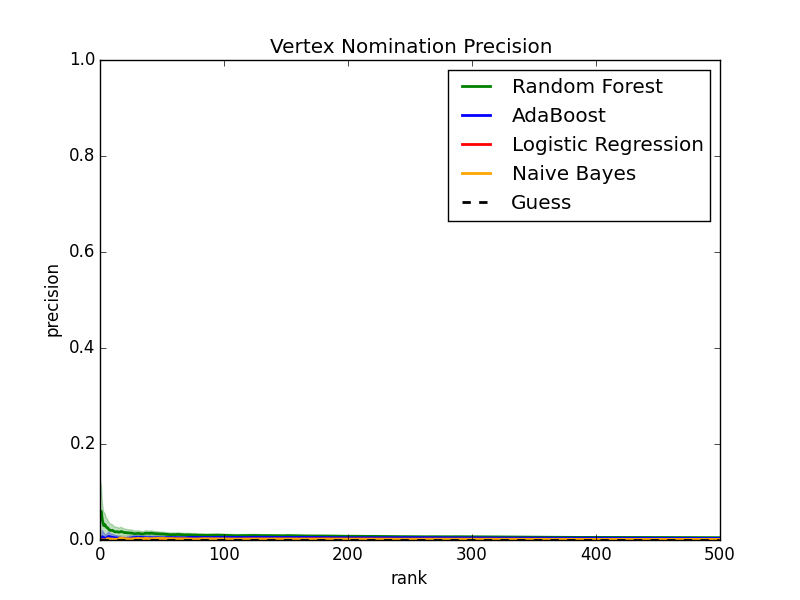 Vertex Nomination Precision
1.0
0.8
0.6
0.4
0.2
0.0
precision
Random Forest
AdaBoost
Logistic Regression
Naive Bayes
Guess
0 100 200 300 400 500
rank